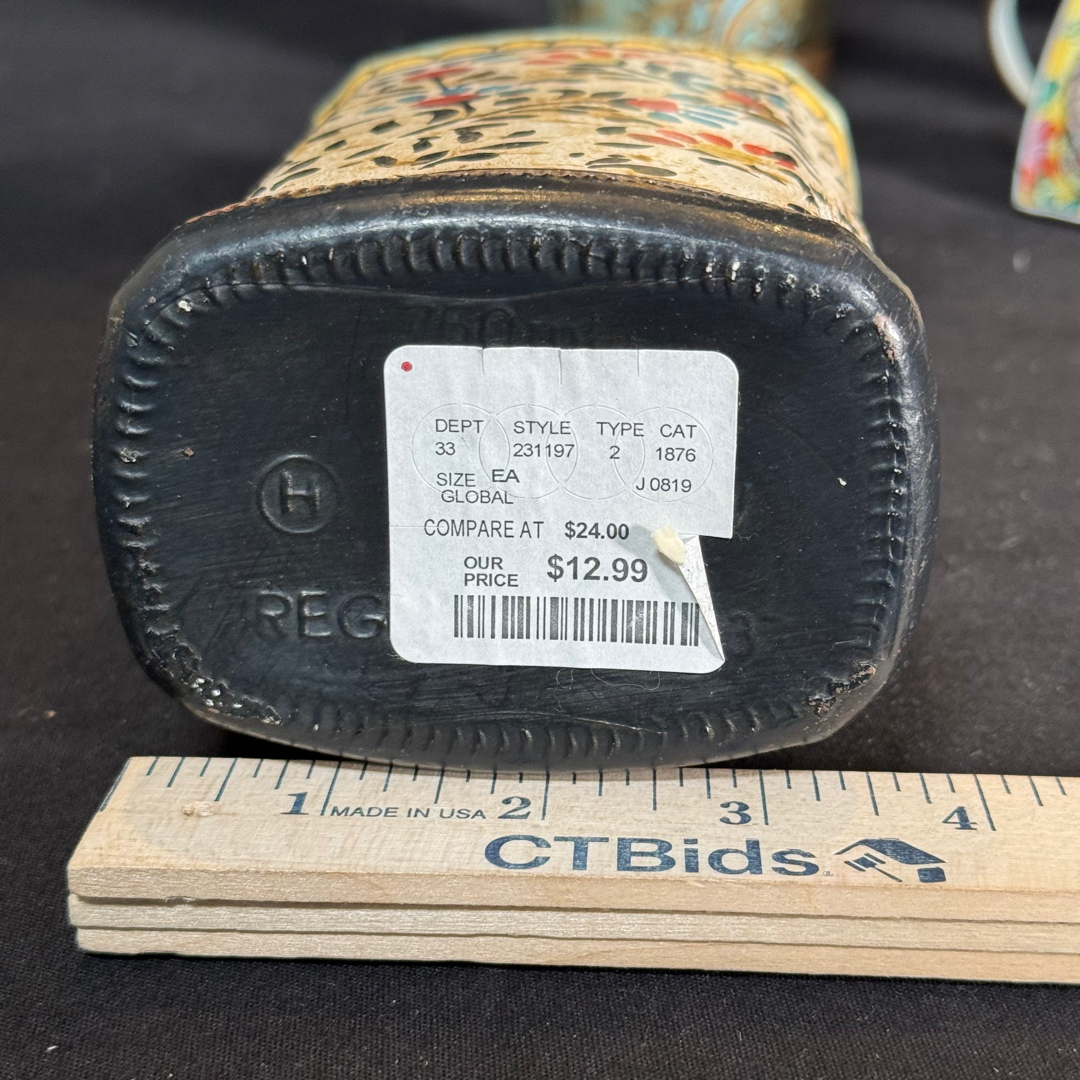 DEPT STYLE TYPE CAT
33 231197 2 1876
SIZE EA J 0819
GLOBAL
COMPARE AT $24.00
OUR PRICE $12.99
H
REG
3
1 MADE IN USA 2 3 4
CTBids